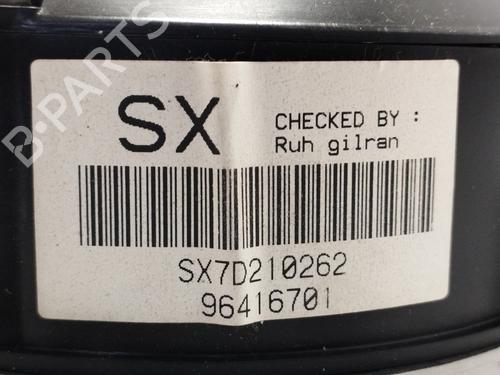 SX
CHECKED BY :
Ruh gilran
SX7D210262
96416701
B-PARTS